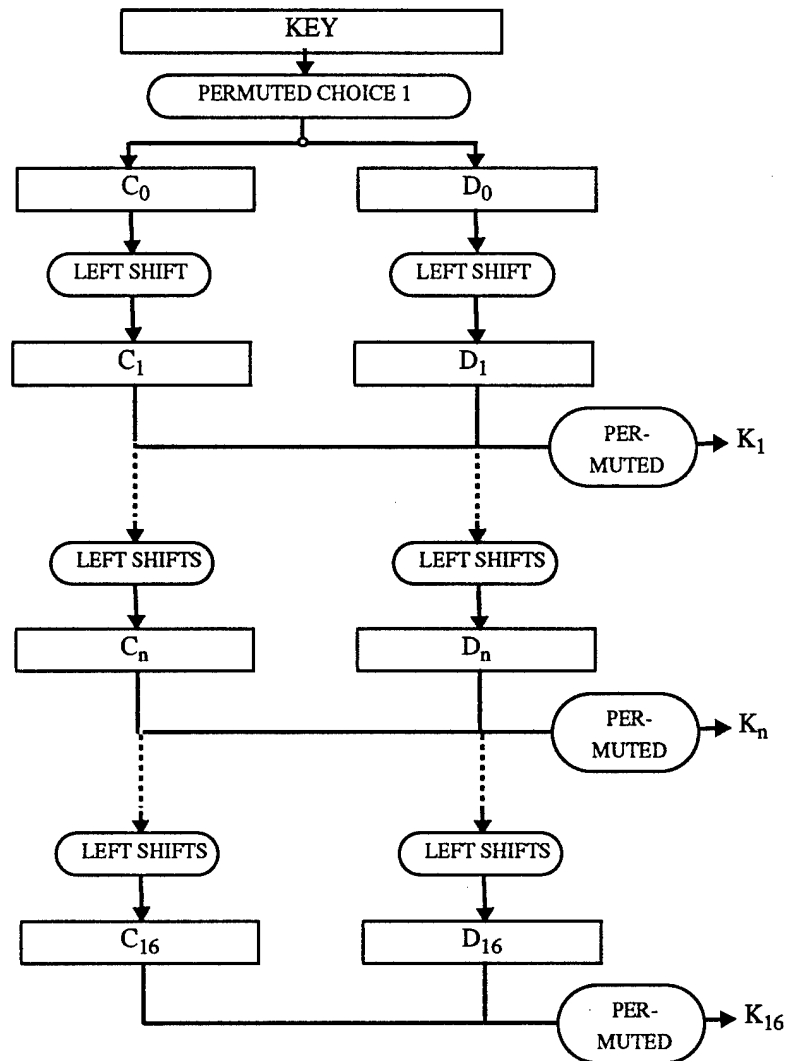 KEY
PERMUTED CHOICE 1
C0 D0
LEFT SHIFT LEFT SHIFT
C1 D1
PER-
MUTED
K1
LEFT SHIFTS LEFT SHIFTS
Cn Dn
PER-
MUTED
Kn
LEFT SHIFTS LEFT SHIFTS
C16 D16
PER-
MUTED
K16